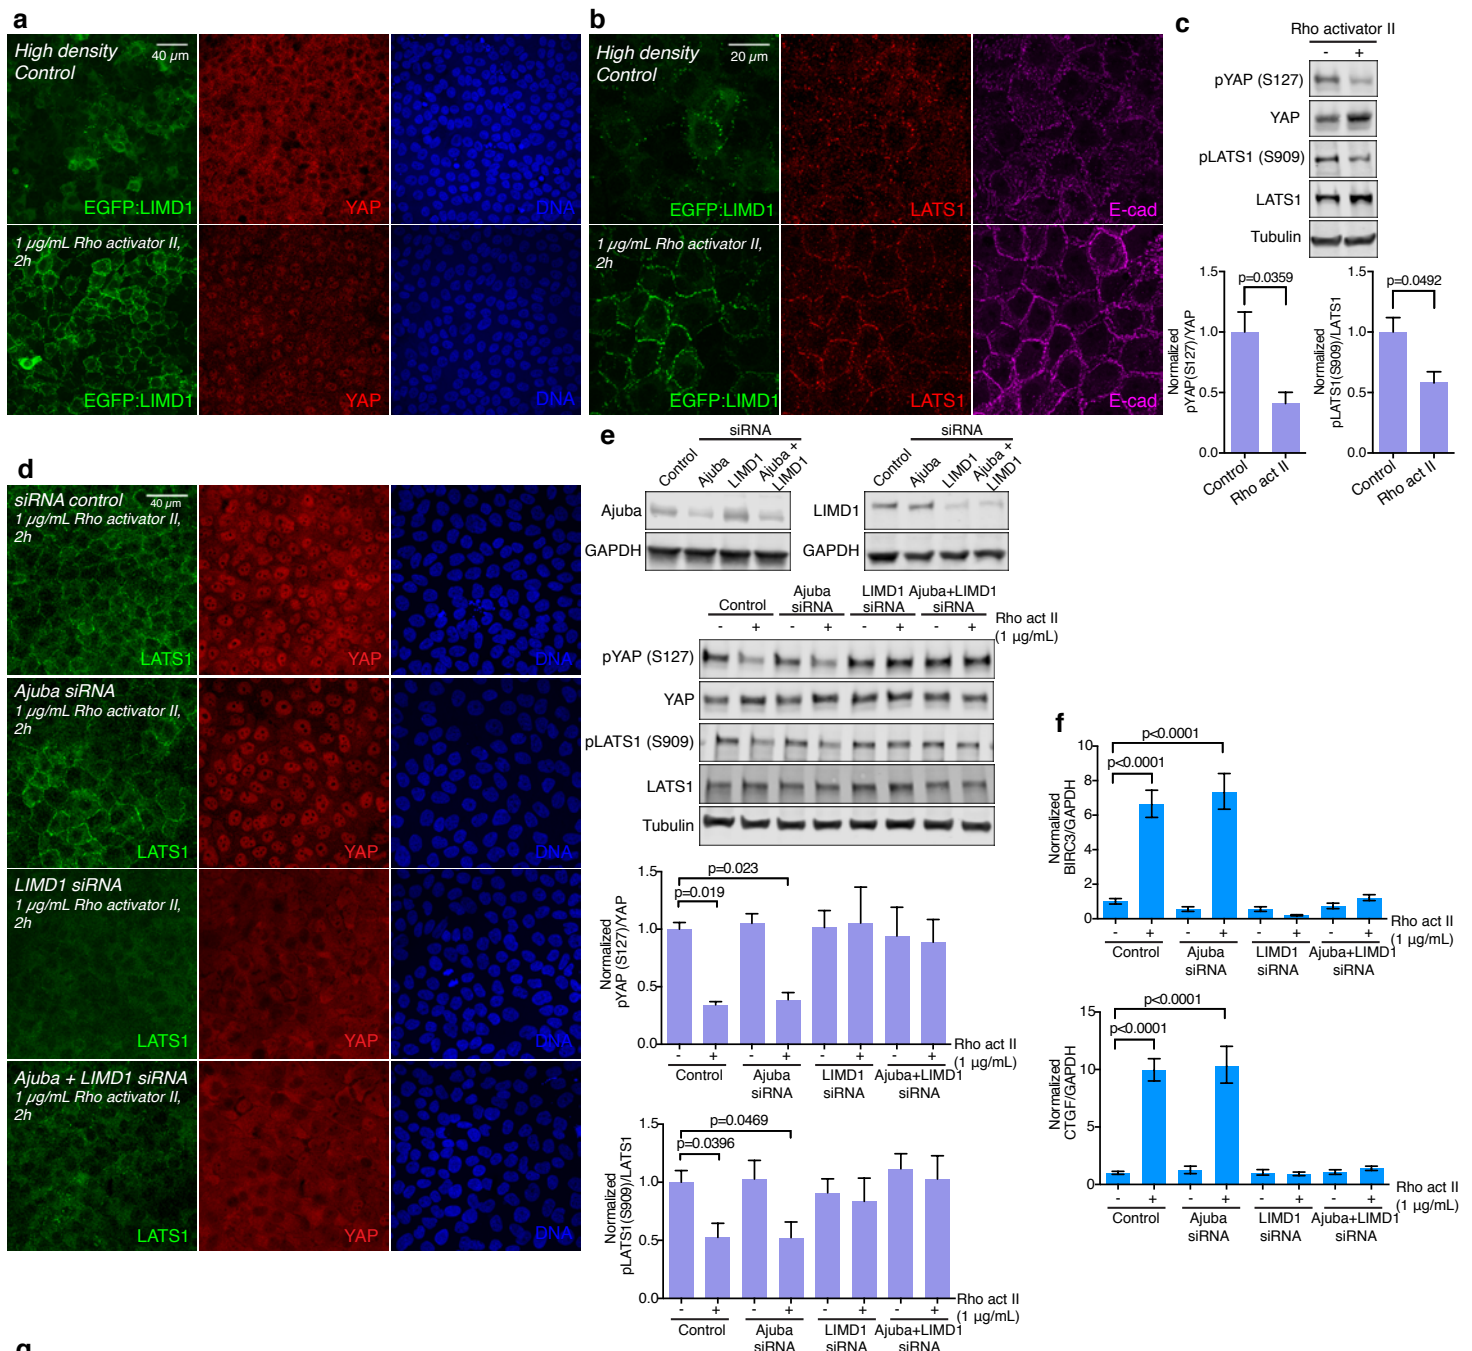 a
High density
Control
40 µm
EGFP:LIMD1
YAP
DNA
1 µg/mL Rho activator II,
2h
EGFP:LIMD1
YAP
DNA
b
High density
Control
20 µm
EGFP:LIMD1
LATS1
E-cad
1 µg/mL Rho activator II,
2h
EGFP:LIMD1
LATS1
E-cad
c
Rho activator II
- +
pYAP (S127)
YAP
pLATS1 (S909)
LATS1
Tubulin
Normalized
pYAP(S127)/YAP
1.5
1.0
0.5
0.0
p=0.0359
Control
Rho act II
Normalized
pLATS1(S909)/LATS1
1.5
1.0
0.5
0.0
p=0.0492
Control
Rho act II
d
siRNA control
1 µg/mL Rho activator II,
2h
40 µm
LATS1
YAP
DNA
Ajuba siRNA
1 µg/mL Rho activator II,
2h
LATS1
YAP
DNA
LIMD1 siRNA
1 µg/mL Rho activator II,
2h
LATS1
YAP
DNA
Ajuba + LIMD1 siRNA
1 µg/mL Rho activator II,
2h
LATS1
YAP
DNA
e
siRNA
Control
Ajuba
LIMD1
Ajuba +
LIMD1
Ajuba
GAPDH
siRNA
Control
Ajuba
LIMD1
Ajuba +
LIMD1
LIMD1
GAPDH
Control
Ajuba
siRNA
LIMD1
siRNA
Ajuba+LIMD1
siRNA
- + - + - + - +
Rho act II
(1 µg/mL)
pYAP (S127)
YAP
pLATS1 (S909)
LATS1
Tubulin
Normalized
pYAP (S127)/YAP
1.5
1.0
0.5
0.0
p=0.023
p=0.019
- + - + - + - +
Rho act II
(1 µg/mL)
Control
Ajuba
siRNA
LIMD1
siRNA
Ajuba+LIMD1
siRNA
Normalized
pLATS1(S909)/LATS1
1.5
1.0
0.5
0.0
p=0.0469
p=0.0396
- + - + - + - +
Rho act II
(1 µg/mL)
Control
Ajuba
siRNA
LIMD1
siRNA
Ajuba+LIMD1
siRNA
f
Normalized
BIRC3/GAPDH
10
8
6
4
2
0
p<0.0001
p<0.0001
- + - + - + - +
Rho act II
(1 µg/mL)
Control
Ajuba
siRNA
LIMD1
siRNA
Ajuba+LIMD1
siRNA
Normalized
CTGF/GAPDH
15
10
5
0
p<0.0001
p<0.0001
- + - + - + - +
Rho act II
(1 µg/mL)
Control
Ajuba
siRNA
LIMD1
siRNA
Ajuba+LIMD1
siRNA